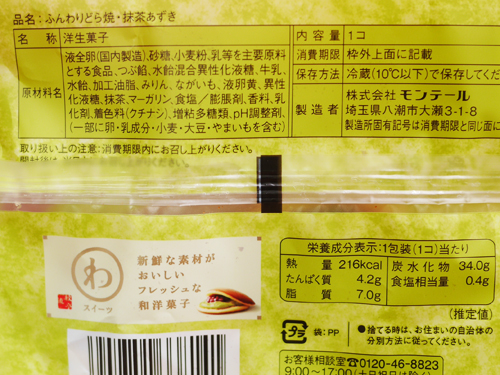 品名：ふんわりどら焼・抹茶あずき
名称 洋生菓子
原材料名 液全卵(国内製造)、砂糖、小麦粉、乳等を主要原料
とする食品、つぶ餡、水飴混合異性化液糖、牛乳、
水飴、加工油脂、みりん、ながいも、液卵黄、異性
化液糖、抹茶、マーガリン、食塩／膨脹剤、香料、乳
化剤、着色料(クチナシ)、増粘多糖類、pH調整剤、
(一部に卵・乳成分・小麦・大豆・やまいもを含む)
内容量 1コ
消費期限 枠外上面に記載
保存方法 冷蔵(10℃以下)で保存してくだ
製造者 株式会社 モンテール
埼玉県八潮市大瀬3-1-8
製造所固有記号は消費期限と同じ面に
取り扱い上の注意：消費期限内にお召し上がりください。
わ
スイーツ
新鮮な素材が
おいしい
フレッシュな
和洋菓子
栄養成分表示：1包装(1コ)当たり
熱量 216kcal 炭水化物 34.0g
たんぱく質 4.2g 食塩相当量 0.4g
脂質 7.0g
(推定値)
プラ 袋：PP
●捨てる時は、お住まいの自治体の
分別方法に従ってください。
お客様相談室 0120-46-8823
9:00〜17:00(土日祝は除く)